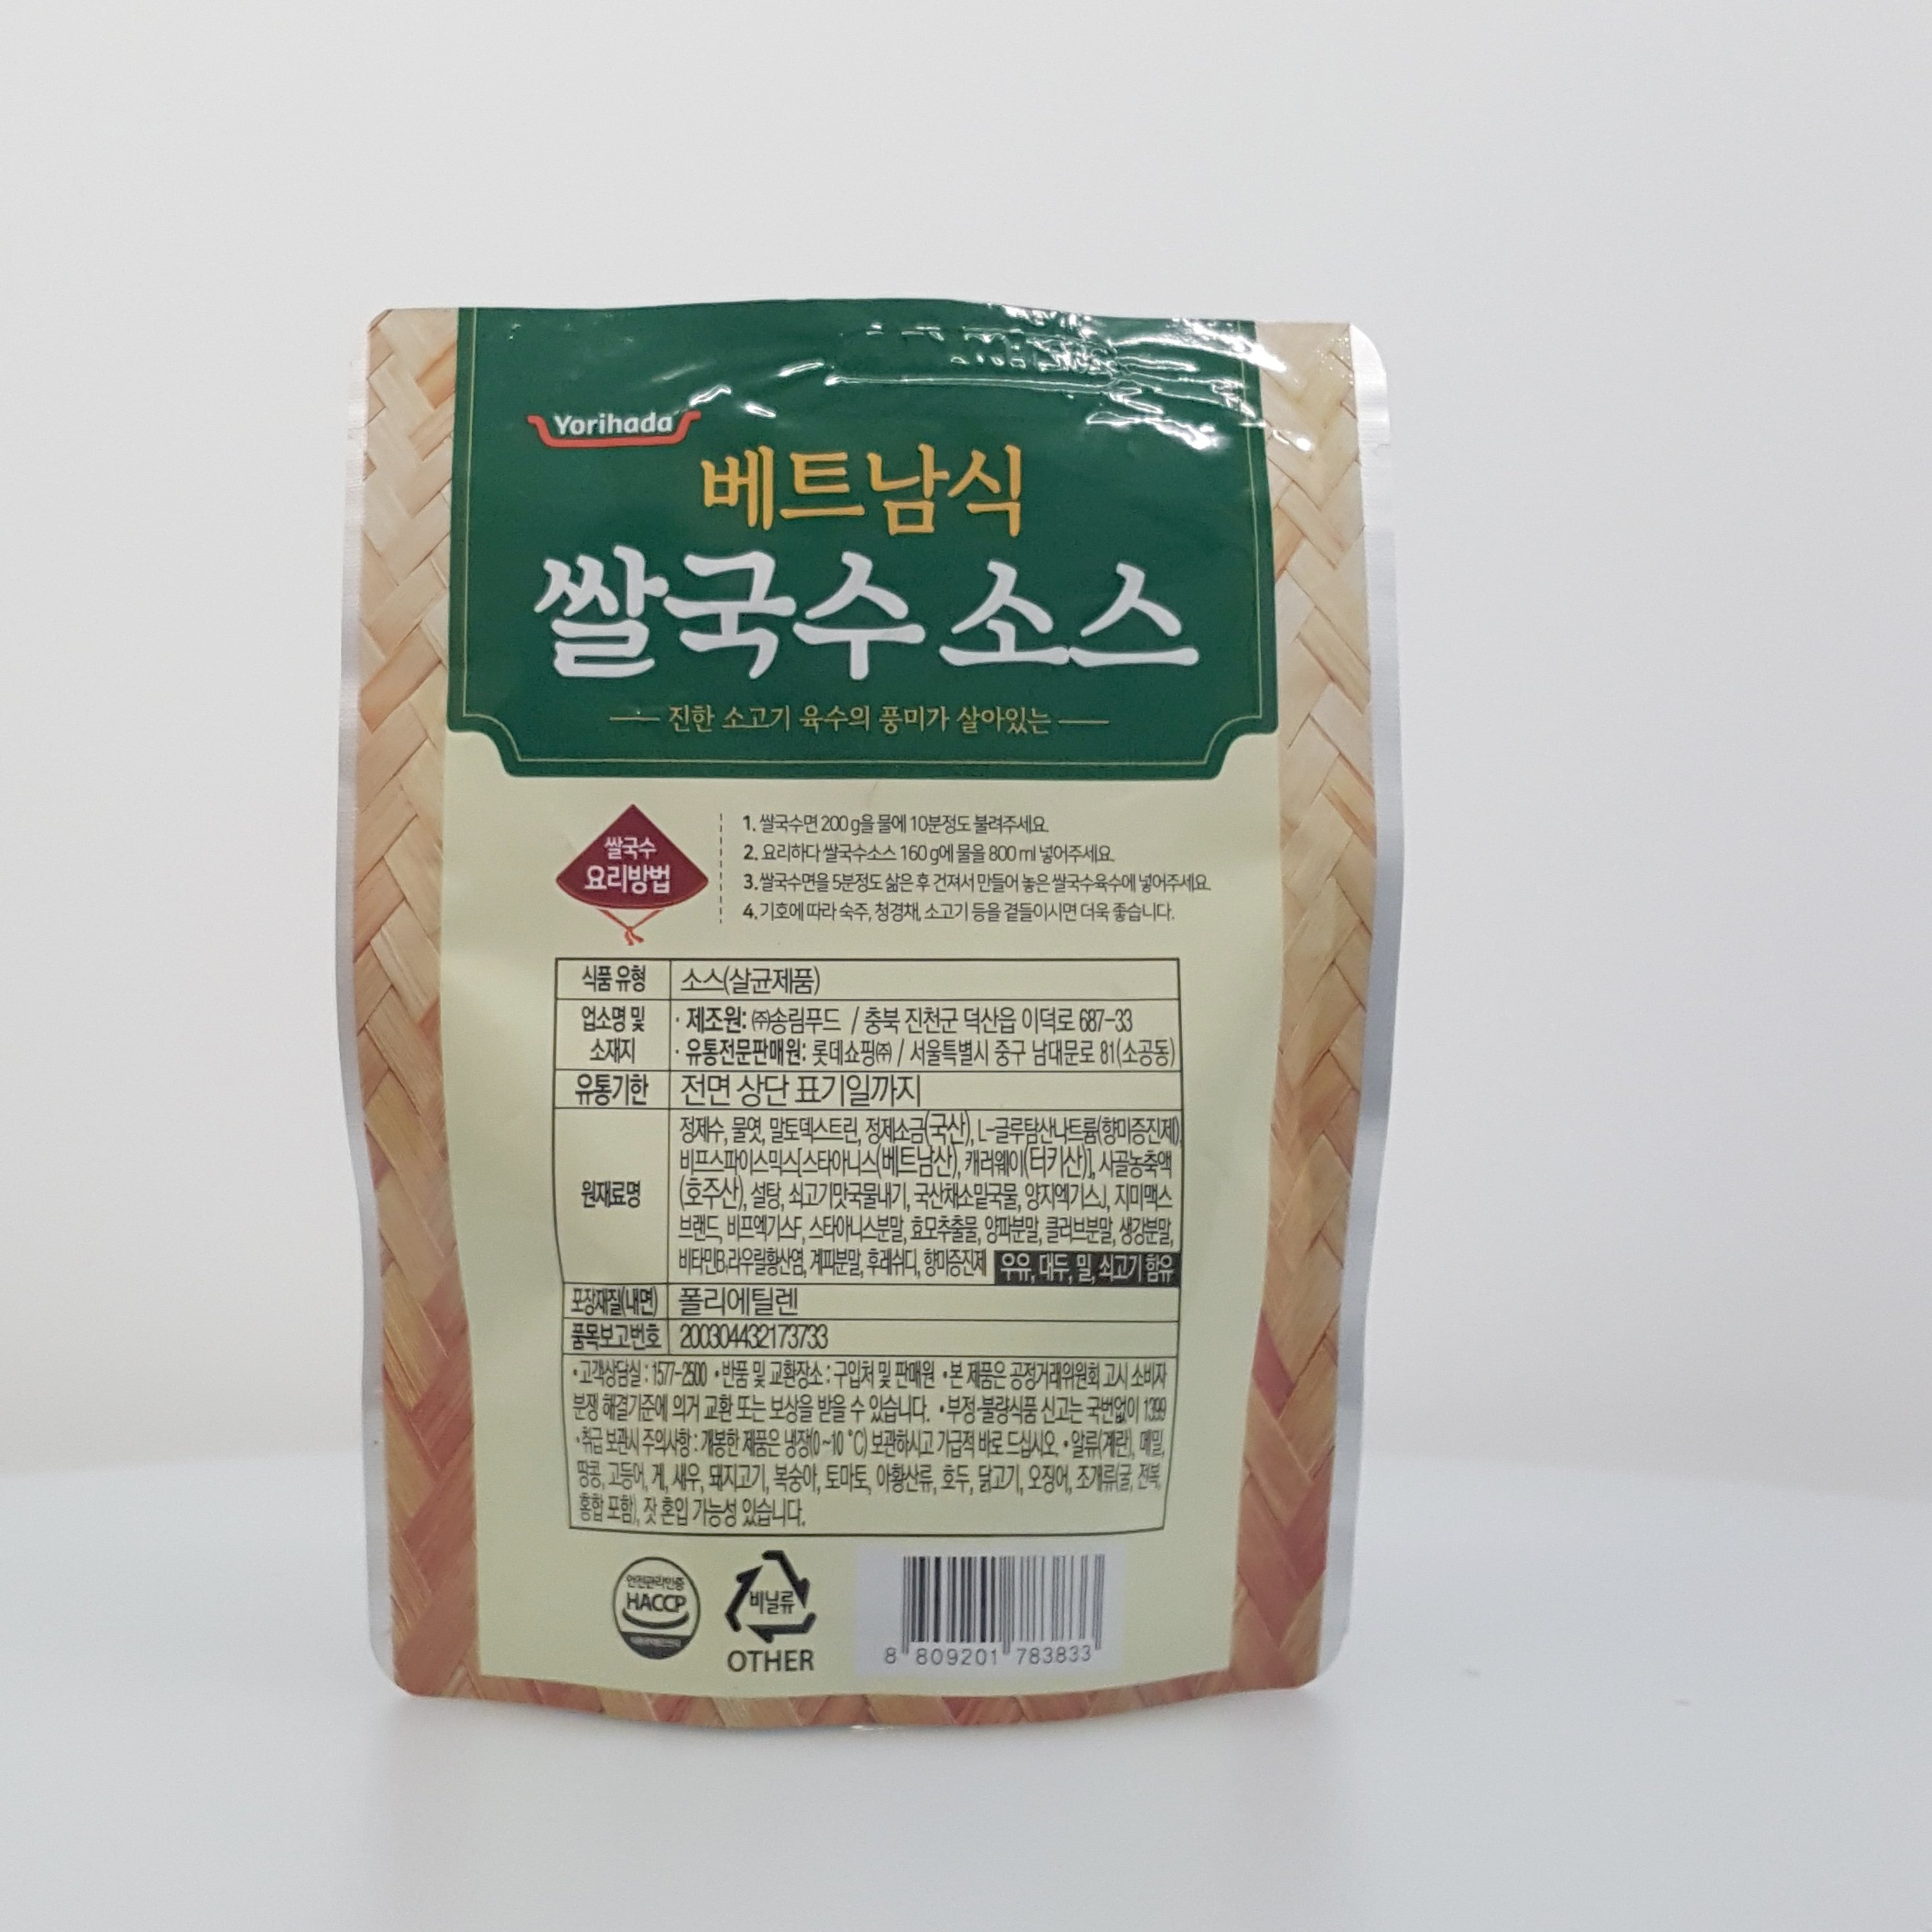 Yorihada
베트남식
쌀국수 소스
진한 소고기 육수의 풍미가 살아있는
쌀국수
요리방법
1. 쌀국수면 200 g을 물에 10분정도 불려주세요.
2. 요리하다 쌀국수소스 160 g에 물을 800 ml 넣어주세요.
3. 쌀국수면을 5분정도 삶은 후 건져서 만들어 놓은 쌀국수육수에 넣어주세요.
4. 기호에 따라 숙주, 청경채, 소고기 등을 곁들이시면 더욱 좋습니다.
식품 유형 소스(살균제품)
업소명 및 소재지 · 제조원: ㈜송림푸드 / 충북 진천군 덕산읍 이덕로 687-33
· 유통전문판매원: 롯데쇼핑㈜ / 서울특별시 중구 남대문로 81(소공동)
유통기한 전면 상단 표기일까지
원재료명 정제수, 물엿, 말토덱스트린, 정제소금(국산), L-글루탐산나트륨(향미증진제)
비프스파이스믹스[스타아니스(베트남산), 캐러웨이(터키산)], 사골농축액
(호주산), 설탕, 쇠고기맛국물내기, 국산채소밑국물, 양지엑기스J, 지미맥스
브랜드, 비프엑기스F, 스타아니스분말, 효모추출물, 양파분말, 클러브분말, 생강분말,
비타민B₁라우릴황산염, 계피분말, 후레쉬디, 향미증진제 우유, 대두, 밀, 쇠고기 함유
포장재질(내면) 폴리에틸렌
품목보고번호 200304432173733
•고객상담실 : 1577-2500 •반품 및 교환장소 : 구입처 및 판매원 •본 제품은 공정거래위원회 고시 소비자
분쟁 해결기준에 의거 교환 또는 보상을 받을 수 있습니다. •부정·불량식품 신고는 국번없이 1399
•취급 보관시 주의사항 : 개봉한 제품은 냉장(0~10 °C) 보관하시고 가급적 바로 드십시오. •알류(계란), 메밀,
땅콩, 고등어, 게, 새우, 돼지고기, 복숭아, 토마토, 아황산류, 호두, 닭고기, 오징어, 조개류(굴, 전복,
홍합 포함), 잣 혼입 가능성 있습니다.
안전관리인증
HACCP
비닐류
OTHER
8 809201 783833